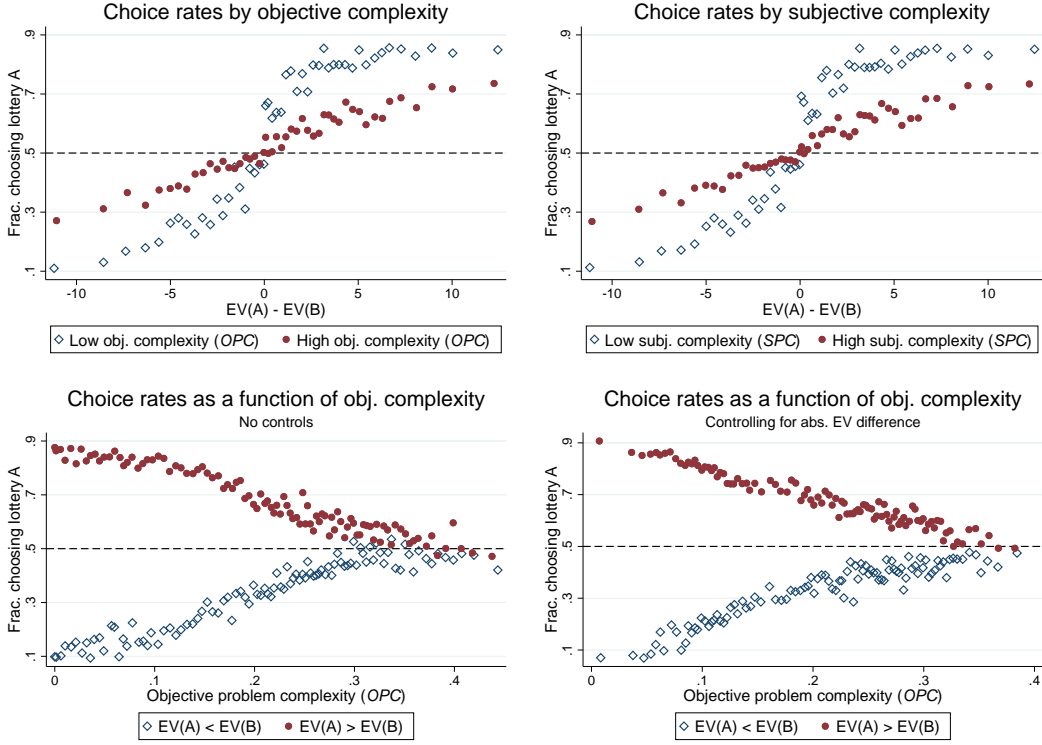 Choice rates by objective complexity
Frac. choosing lottery A
.1 .3 .5 .7 .9
-10 -5 0 5 10
EV(A) - EV(B)
Low obj. complexity (OPC) High obj. complexity (OPC)
Choice rates by subjective complexity
Frac. choosing lottery A
.1 .3 .5 .7 .9
-10 -5 0 5 10
EV(A) - EV(B)
Low subj. complexity (SPC) High subj. complexity (SPC)
Choice rates as a function of obj. complexity
No controls
Frac. choosing lottery A
.1 .3 .5 .7 .9
0 .1 .2 .3 .4
Objective problem complexity (OPC)
EV(A) < EV(B) EV(A) > EV(B)
Choice rates as a function of obj. complexity
Controlling for abs. EV difference
Frac. choosing lottery A
.1 .3 .5 .7 .9
0 .1 .2 .3 .4
Objective problem complexity (OPC)
EV(A) < EV(B) EV(A) > EV(B)